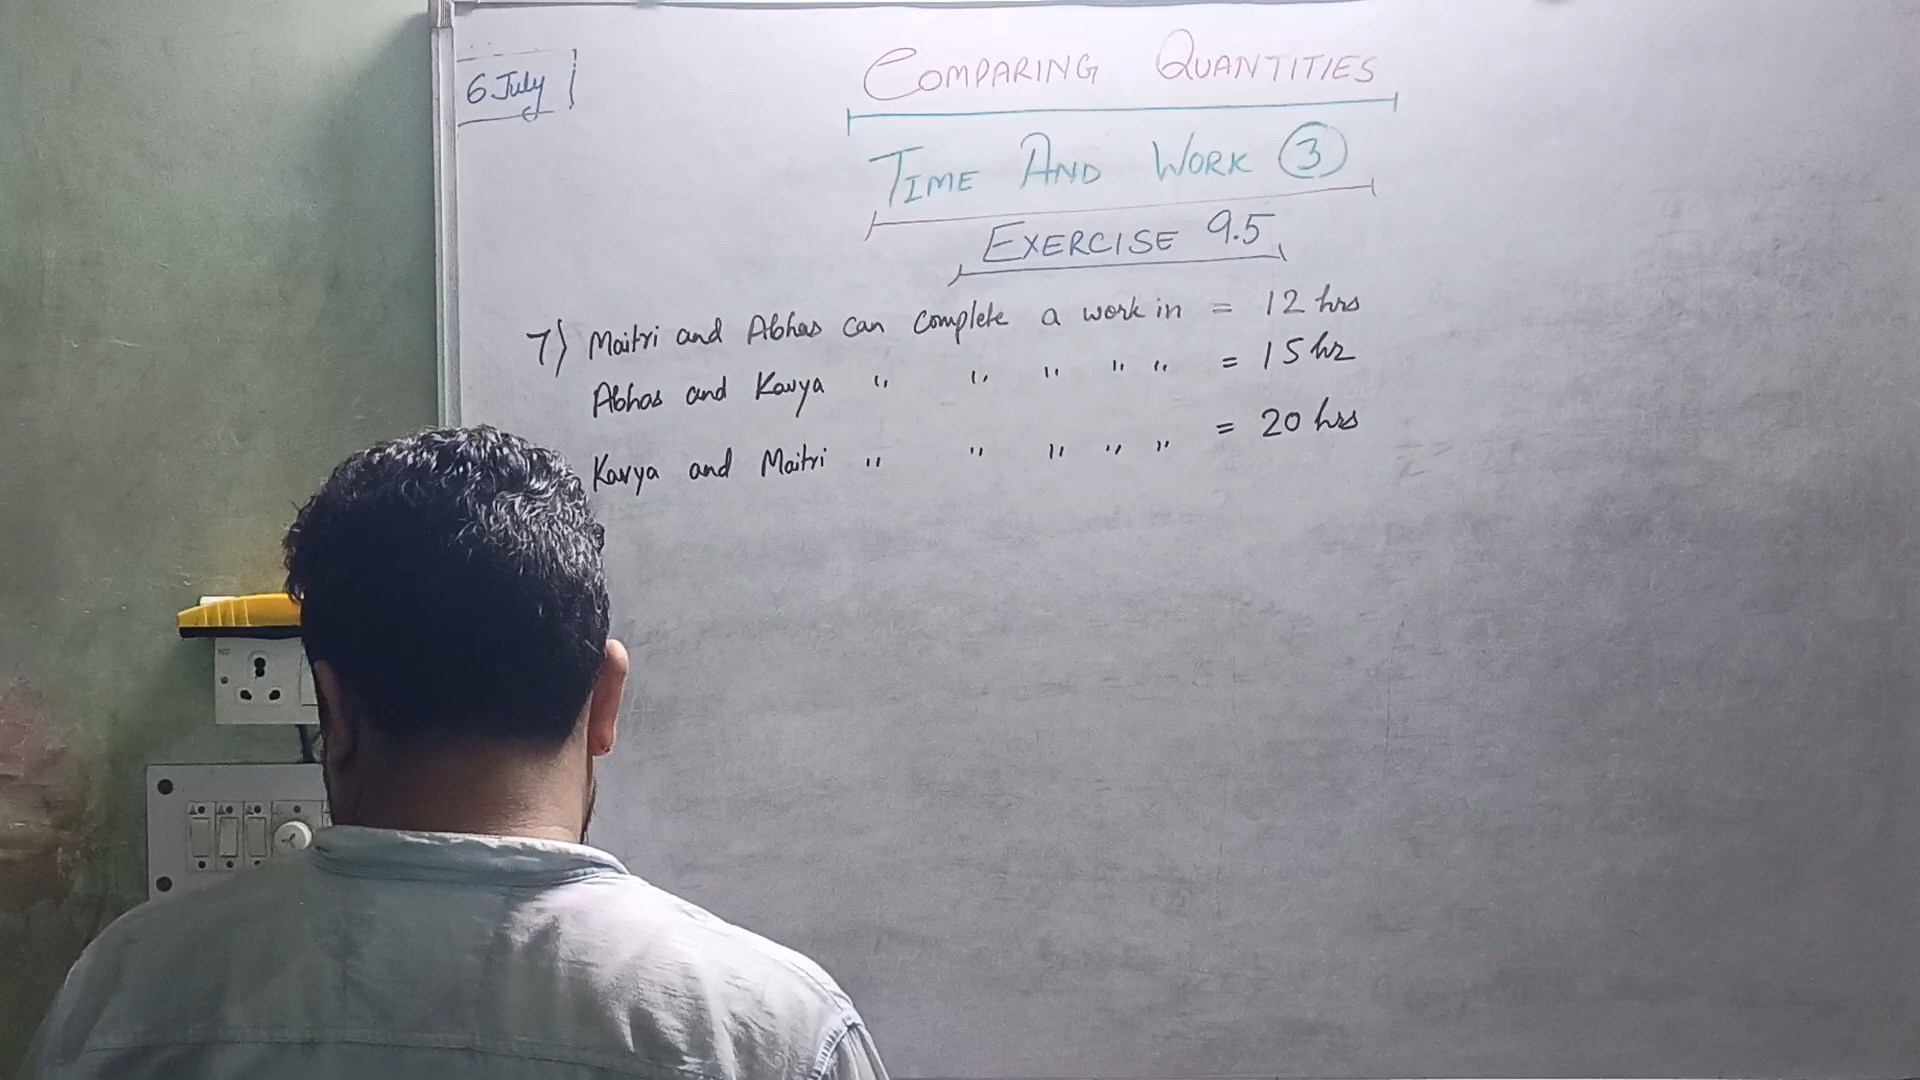 6 July
COMPARING QUANTITIES
TIME AND WORK 3
EXERCISE 9.5
7) Maitri and Abhas can complete a work in = 12 hrs
Abhas and Kavya " " " " " = 15 hr
Kavya and Maitri " " " " " = 20 hrs